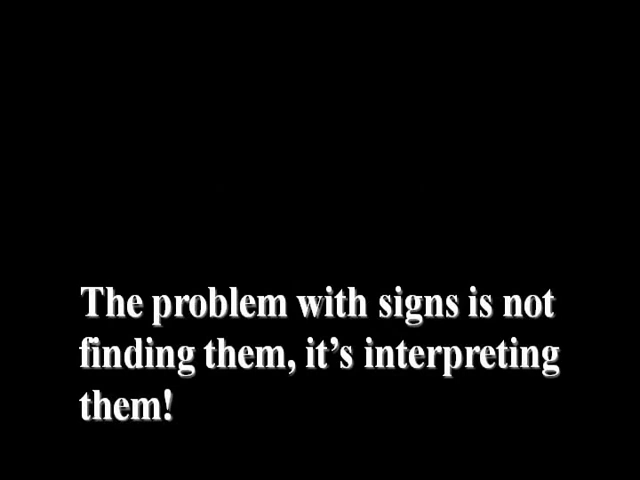 The problem with signs is not
finding them, it’s interpreting
them!